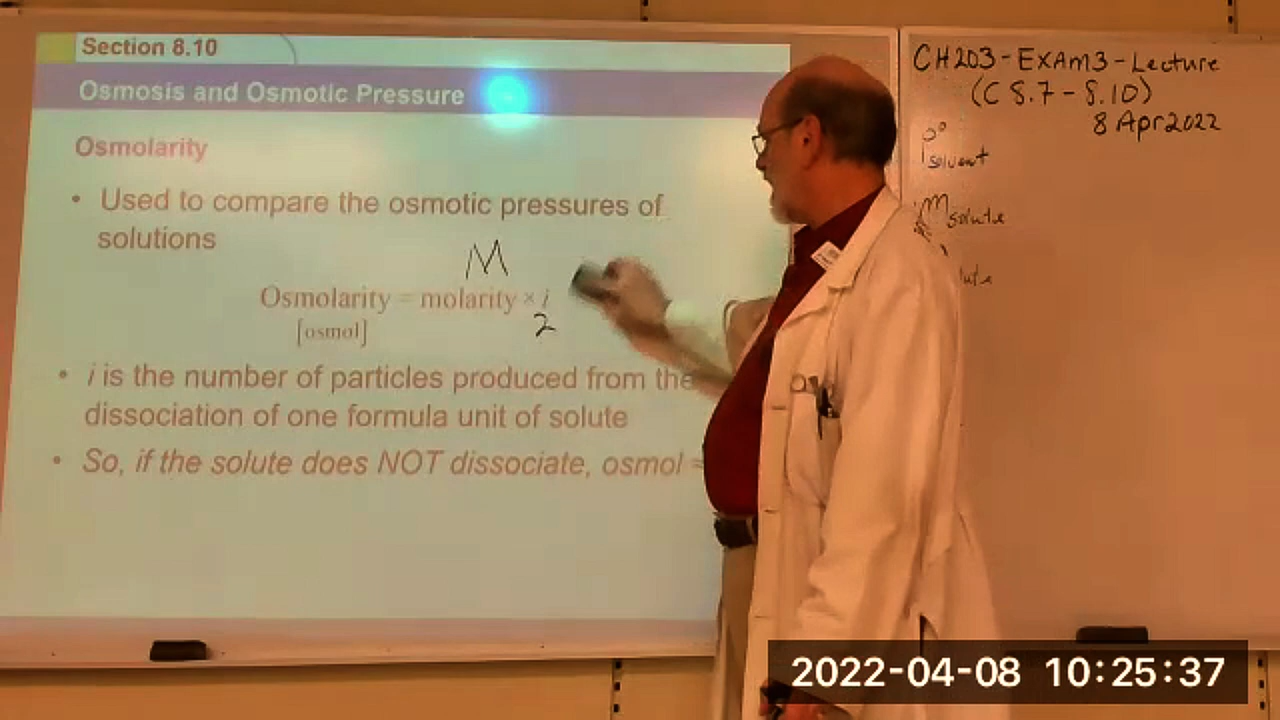 Section 8.10
Osmosis and Osmotic Pressure
Osmolarity
• Used to compare the osmotic pressures of
solutions
M
Osmolarity = molarity × i
[osmol]
2
• i is the number of particles produced from the
dissociation of one formula unit of solute
• So, if the solute does NOT dissociate, osmol =
CH203-EXAM3-Lecture
(C 8.7-8.10)
8 Apr 2022
P° solvent
solute
lute
2022-04-08 10:25:37